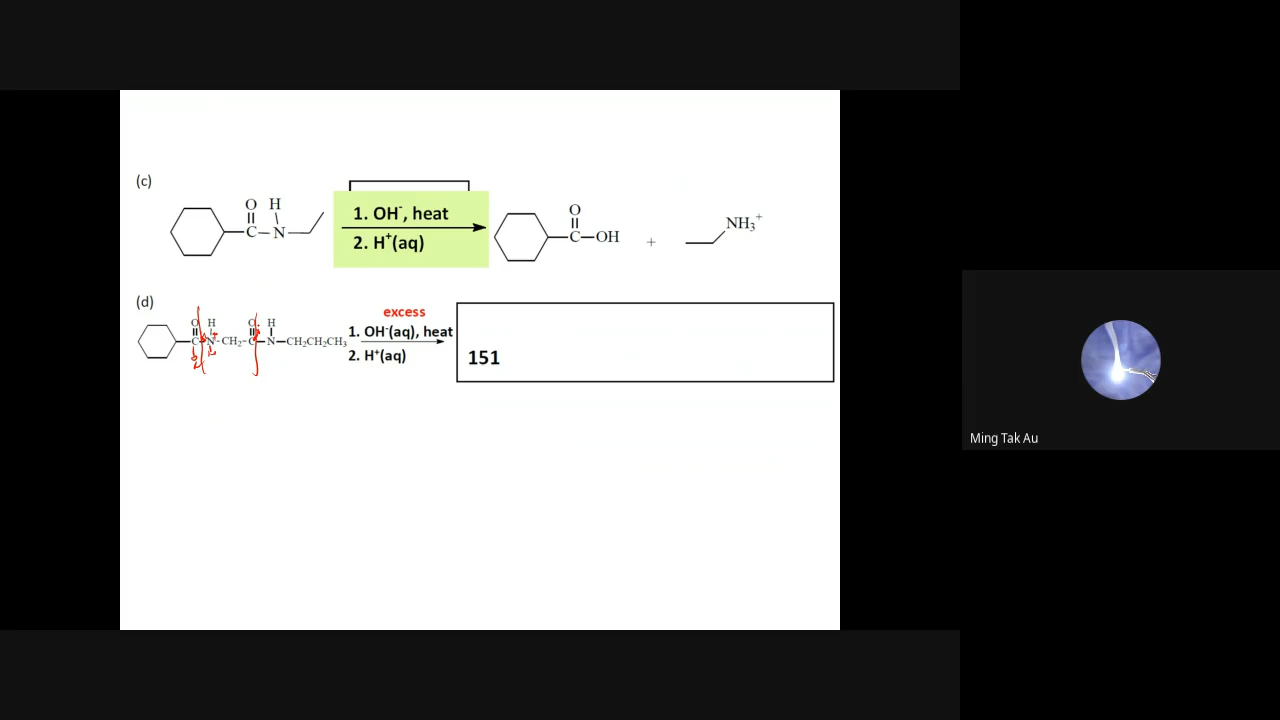 (c)
O H
C—N
1. OH⁻, heat
2. H⁺(aq)
O
C—OH
+
NH₃⁺
(d)
O H O H
C—N—CH₂—C—N—CH₂CH₂CH₃
excess
1. OH⁻(aq), heat
2. H⁺(aq)
151
Ming Tak Au